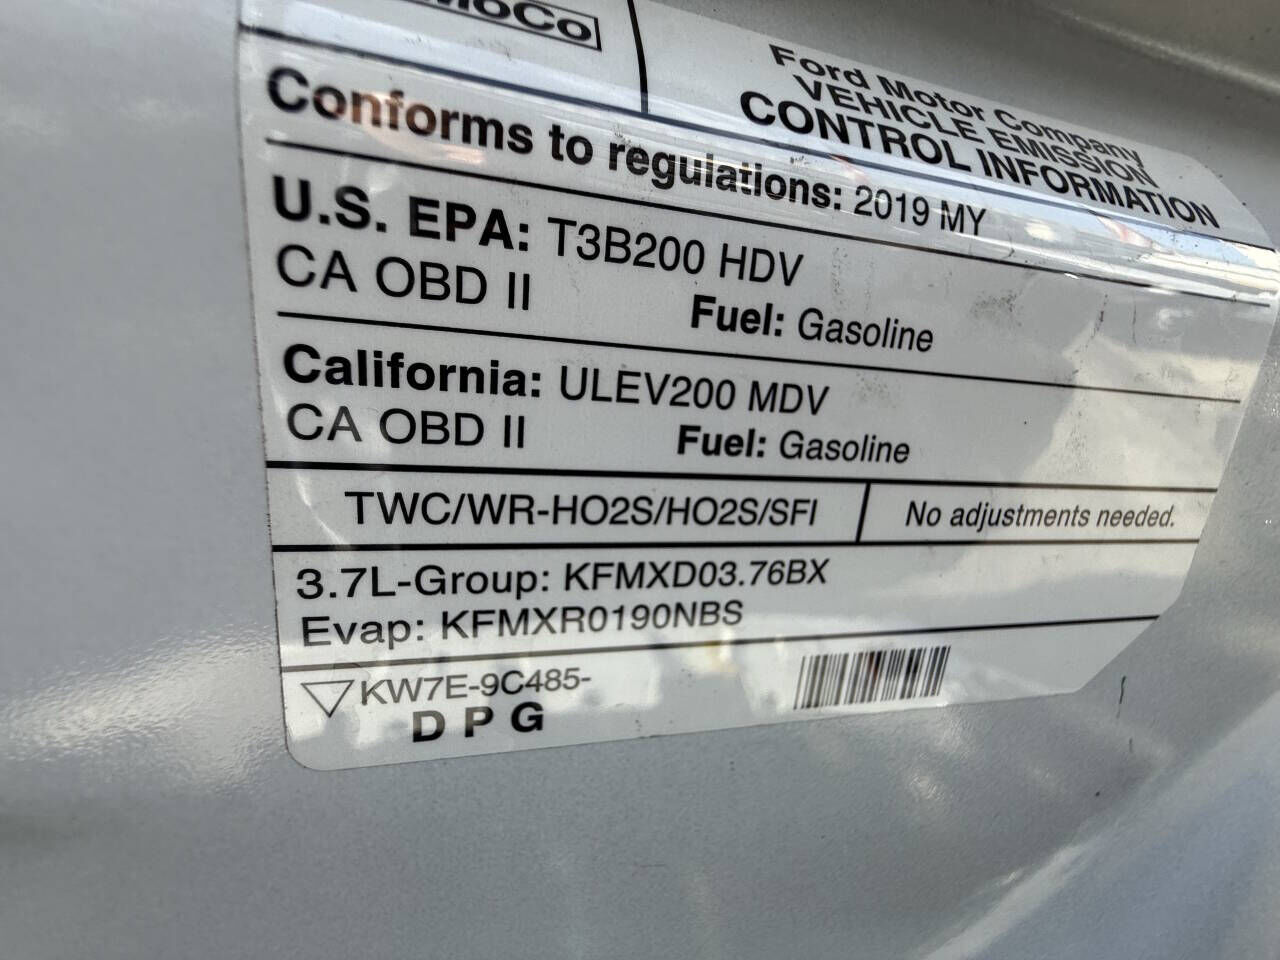 Ford Motor Company
VEHICLE EMISSION
CONTROL INFORMATION
Conforms to regulations: 2019 MY
U.S. EPA: T3B200 HDV
CA OBD II Fuel: Gasoline
California: ULEV200 MDV
CA OBD II Fuel: Gasoline
TWC/WR-HO2S/HO2S/SFI No adjustments needed.
3.7L-Group: KFMXD03.76BX
Evap: KFMXR0190NBS
KW7E-9C485-
D P G